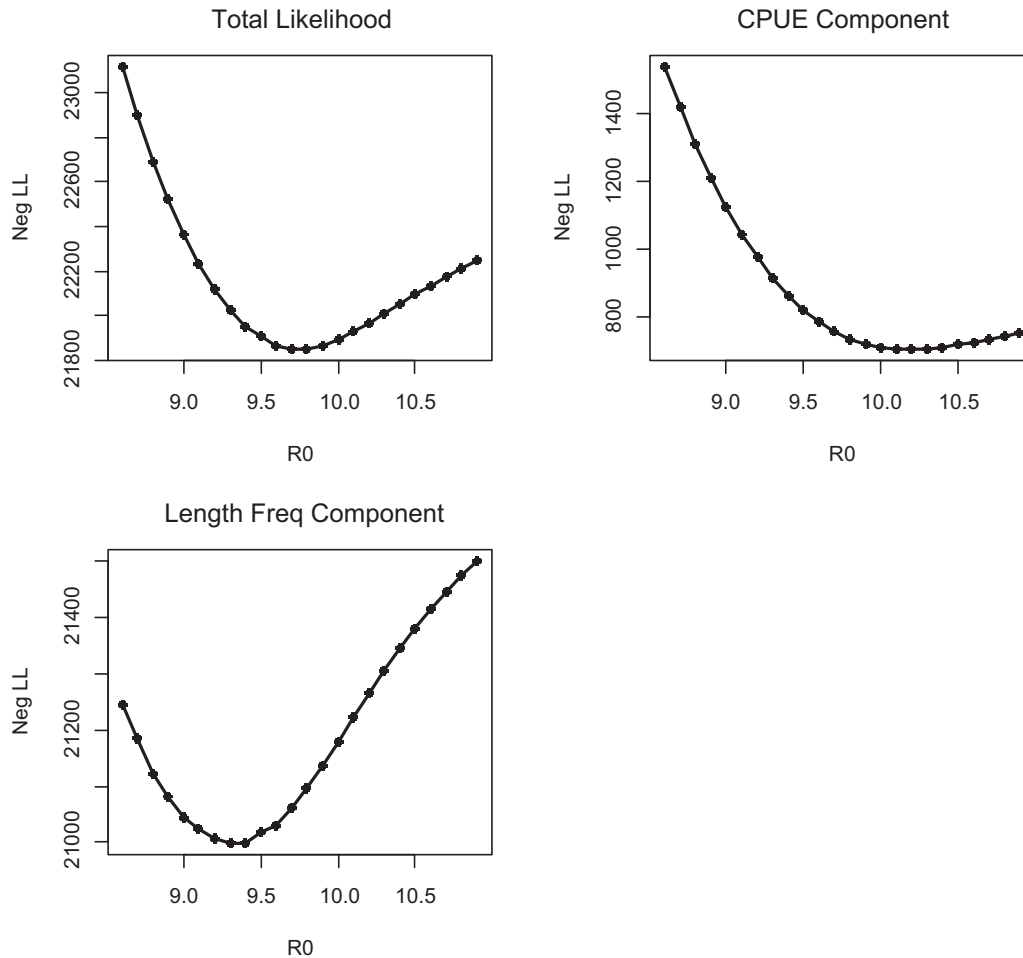 Total Likelihood
Neg LL
23000
22600
22200
21800
9.0 9.5 10.0 10.5
R0
CPUE Component
Neg LL
1400
1200
1000
800
9.0 9.5 10.0 10.5
R0
Length Freq Component
Neg LL
21400
21200
21000
9.0 9.5 10.0 10.5
R0